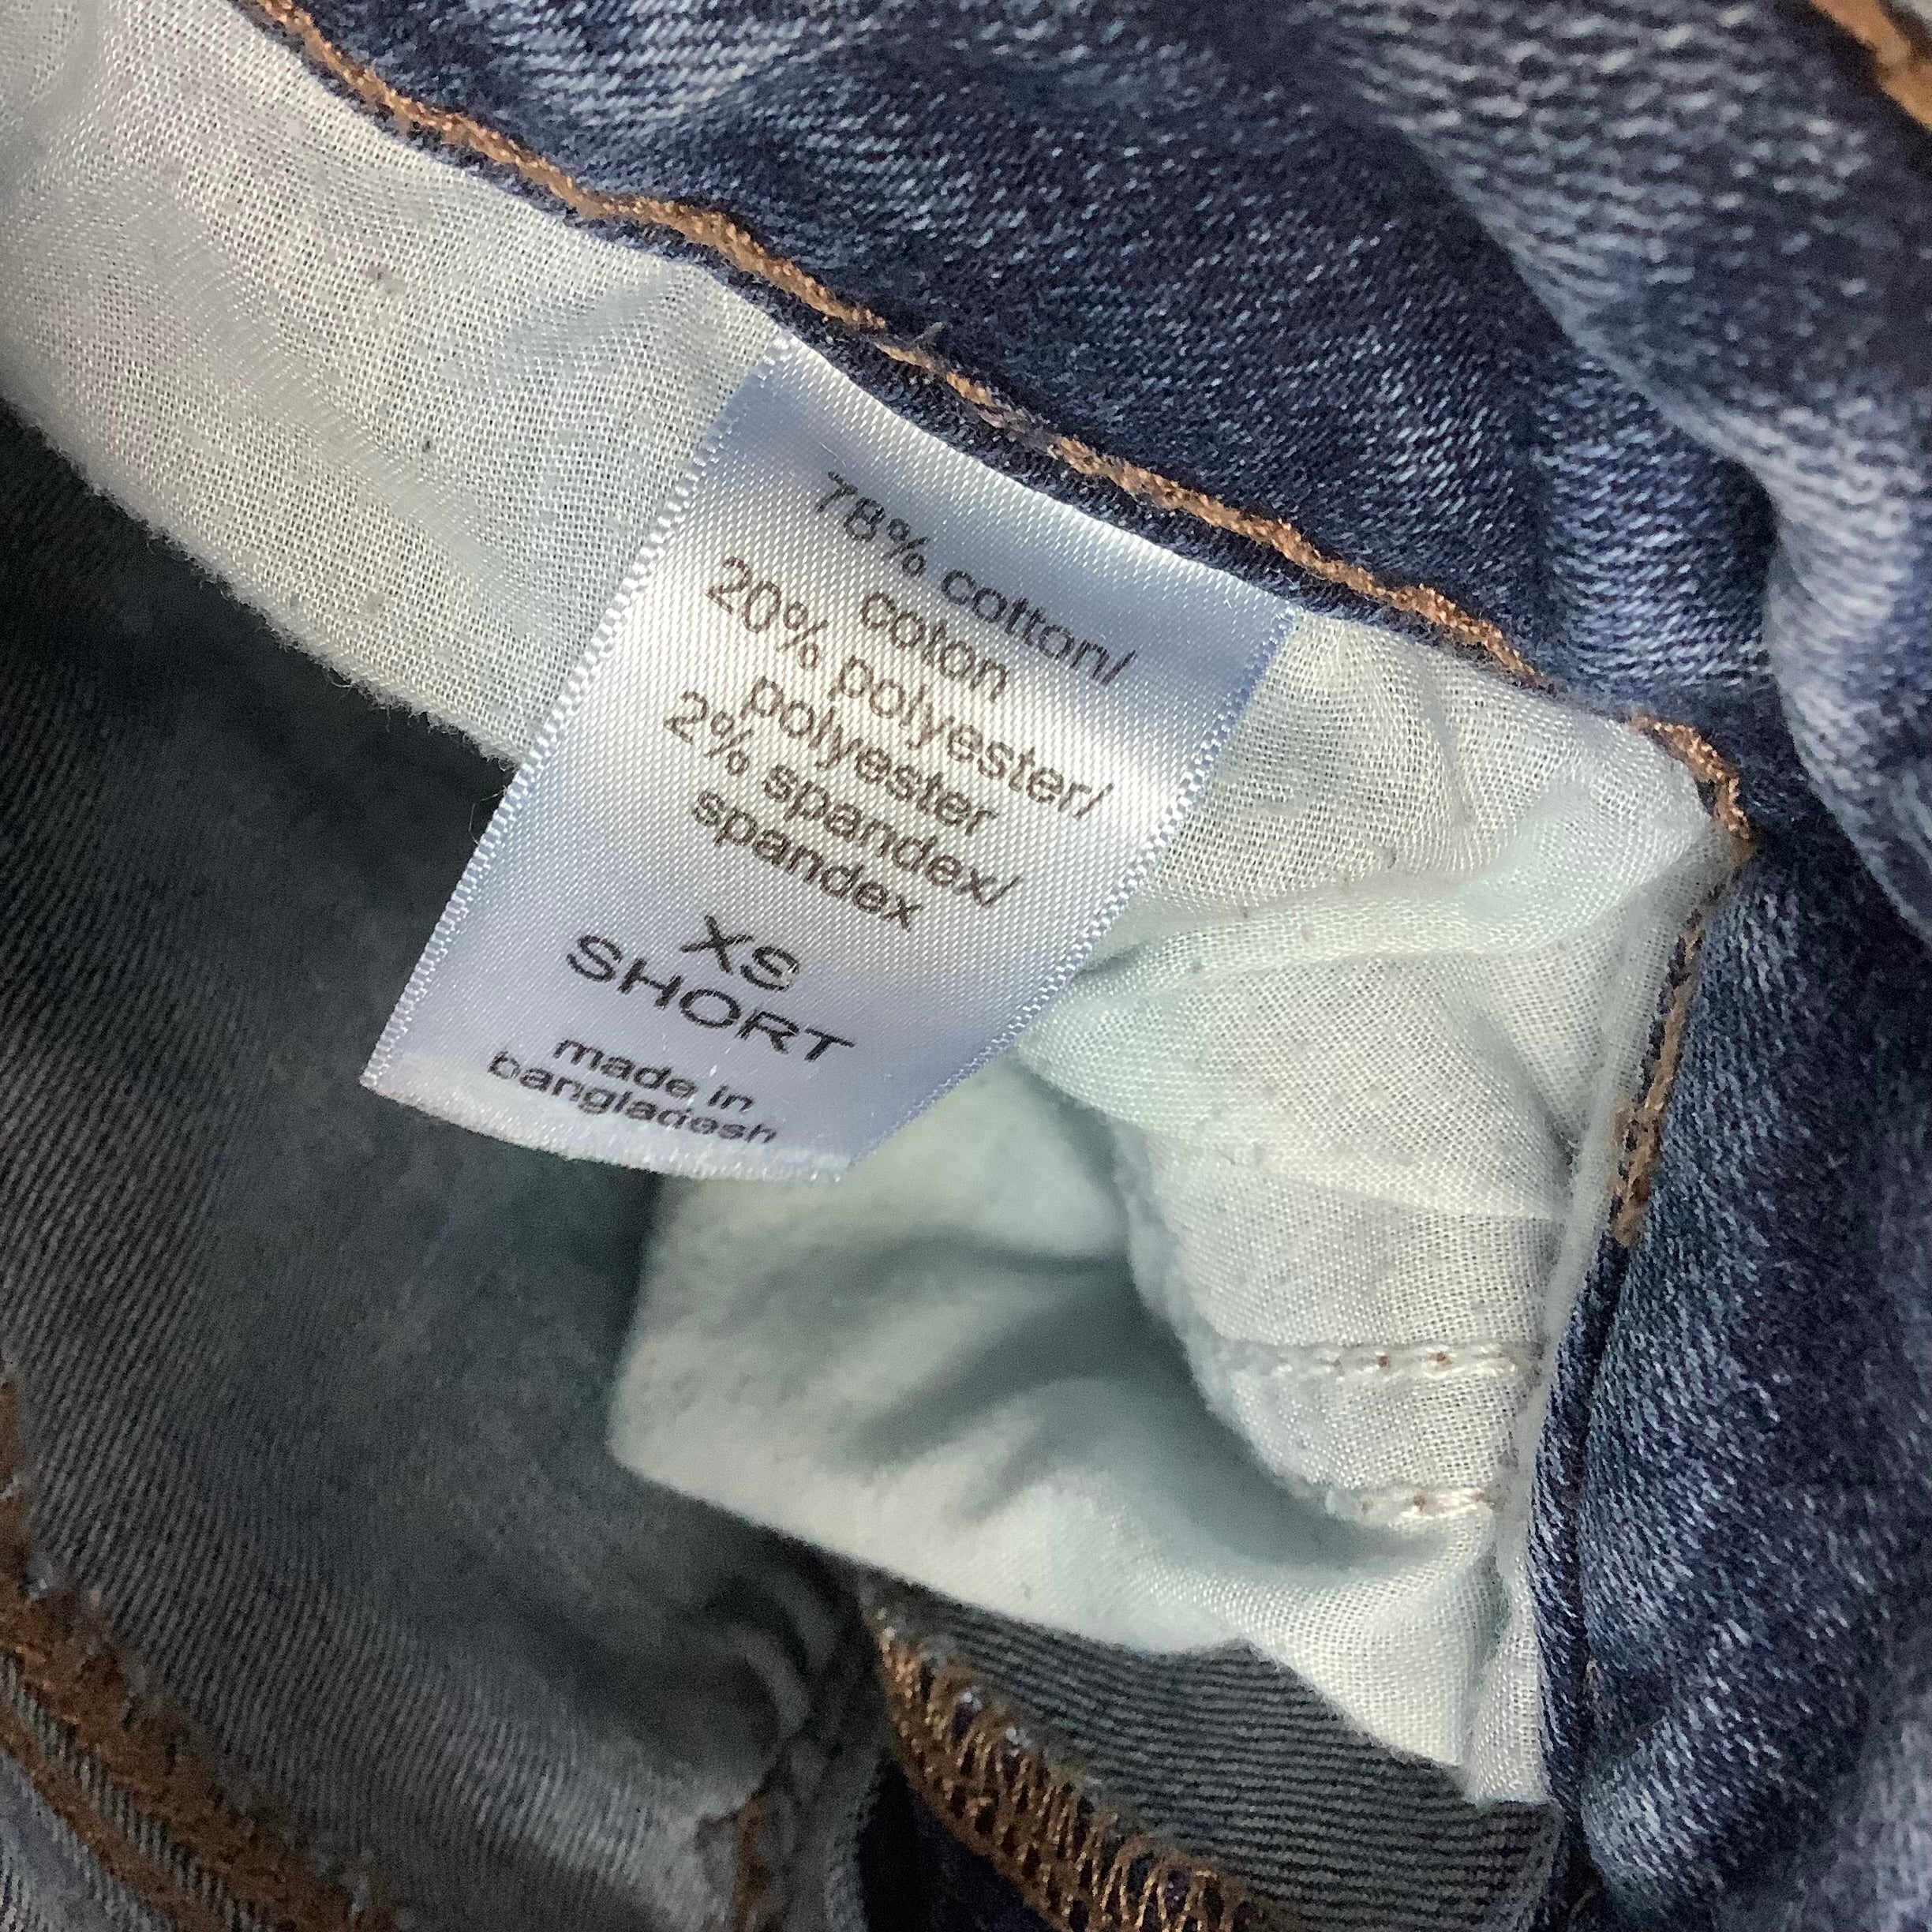 78% cotton/
coton
20% polyester/
polyester
2% spandex/
spandex
XS
SHORT
made in
bangladesh